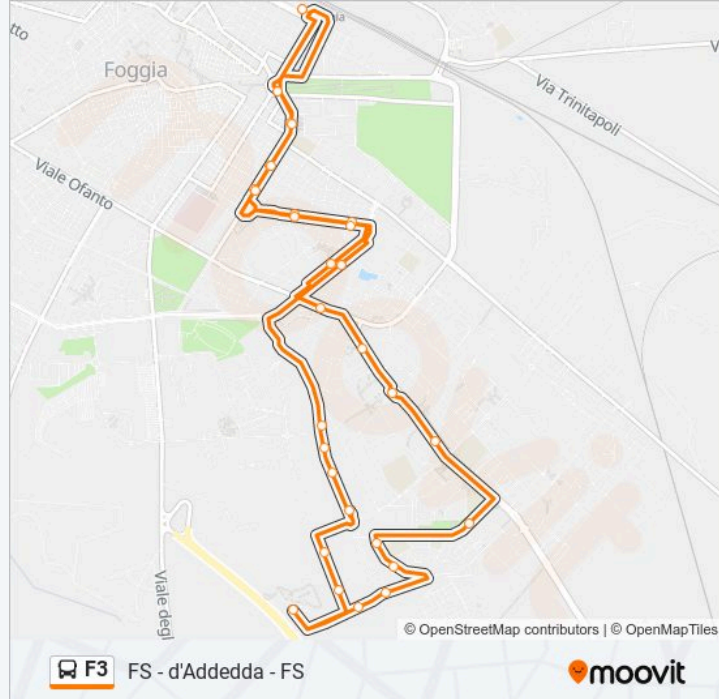 tto
Foggia
Via Trinitapoli
Viale Ofanto
Viale degl
© OpenStreetMap contributors | © OpenMapTiles
F3 FS - d'Addedda - FS
moovit